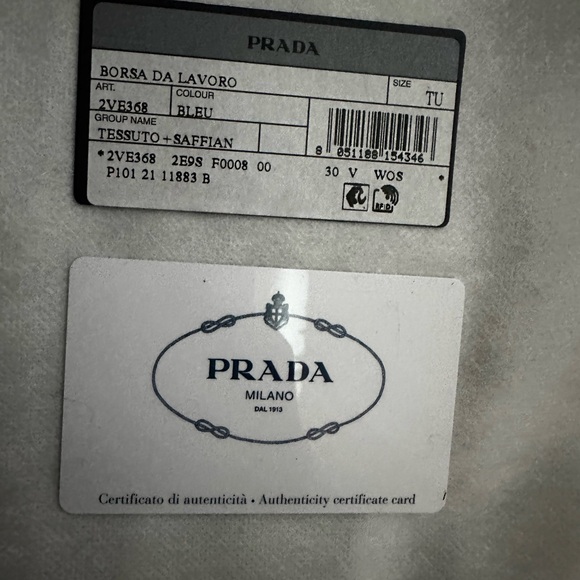 PRADA
BORSA DA LAVORO
SIZE
TU
ART.
2VE368
COLOUR
BLEU
GROUP NAME
TESSUTO+SAFFIAN
8 051188 154346
*2VE368 2E9S F0008 00 30 V WOS *
P101 21 11883 B
RFID
PRADA
MILANO
DAL 1913
Certificato di autenticità • Authenticity certificate card